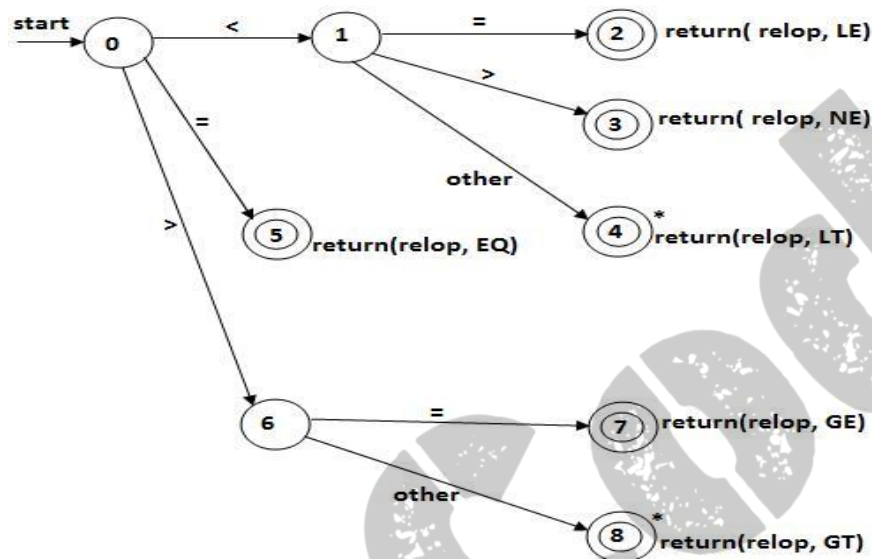 start
0
<
1
=
2
return( relop, LE)
>
3
return( relop, NE)
other
4
*
return(relop, LT)
=
5
return(relop, EQ)
>
6
=
7
return(relop, GE)
other
8
*
return(relop, GT)